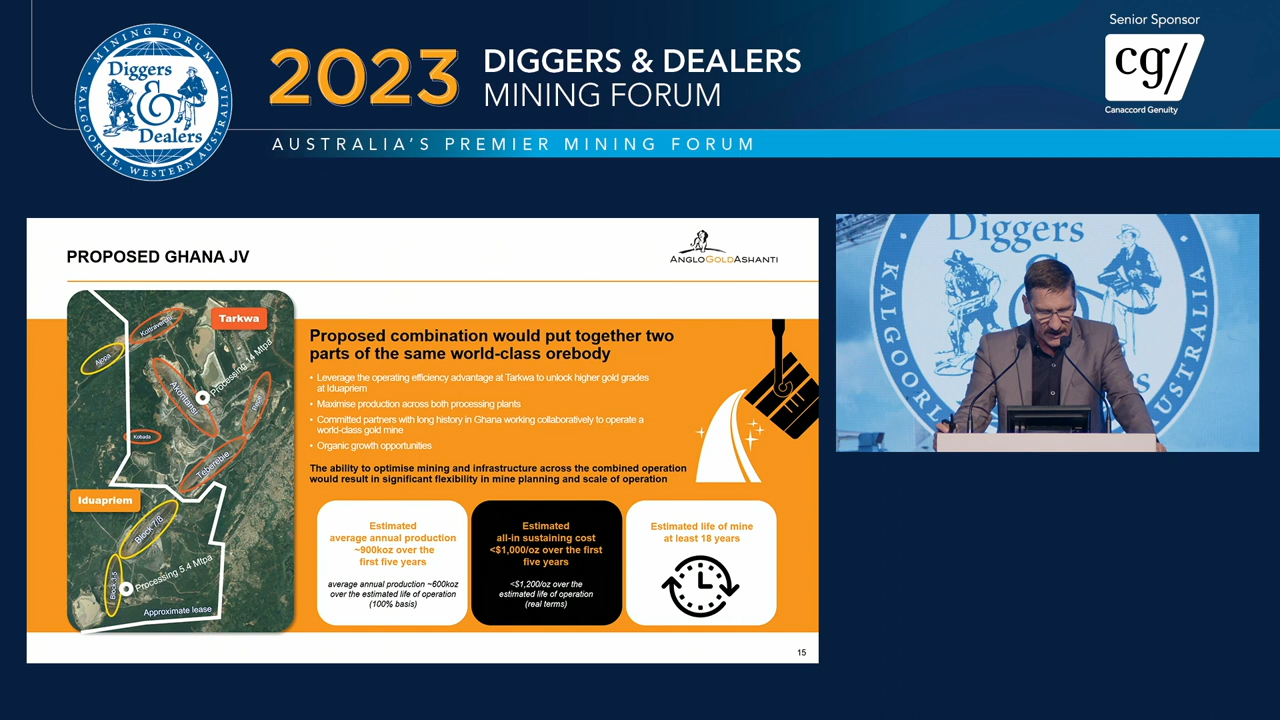 MINING FORUM
Diggers
&
Dealers
KALGOORLIE, WESTERN AUSTRALIA
2023
DIGGERS & DEALERS
MINING FORUM
AUSTRALIA'S PREMIER MINING FORUM
Senior Sponsor
cg/
Canaccord Genuity
PROPOSED GHANA JV
ANGLOGOLDASHANTI
Tarkwa
Kottraverchy
Ajopa
Processing 14 Mtpa
Akontansi
Pepe
Kobada
Teberebie
Iduapriem
Block 7/8
Processing 5.4 Mtpa
Approximate lease
Proposed combination would put together two
parts of the same world-class orebody
• Leverage the operating efficiency advantage at Tarkwa to unlock higher gold grades
at Iduapriem
• Maximise production across both processing plants
• Committed partners with long history in Ghana working collaboratively to operate a
world-class gold mine
• Organic growth opportunities
The ability to optimise mining and infrastructure across the combined operation
would result in significant flexibility in mine planning and scale of operation
Estimated
average annual production
~900koz over the
first five years
average annual production ~600koz
over the estimated life of operation
(100% basis)
Estimated
all-in sustaining cost
<$1,000/oz over the first
five years
<$1,200/oz over the
estimated life of operation
(real terms)
Estimated life of mine
at least 18 years
15
Diggers
&
KALGOORLIE
AUSTRALIA